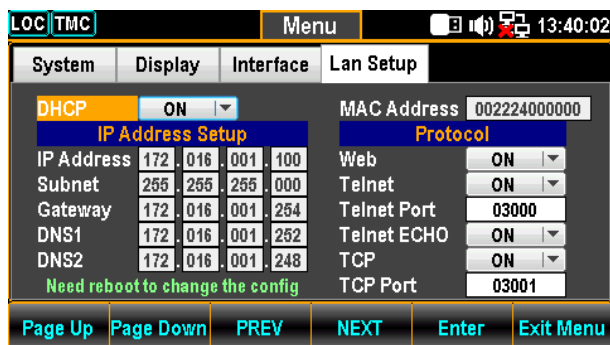 LOC TMC Menu 13:40:02
System Display Interface Lan Setup
DHCP ON MAC Address 002224000000
IP Address Setup Protocol
IP Address 172 . 016 . 001 . 100 Web ON
Subnet 255 . 255 . 255 . 000 Telnet ON
Gateway 172 . 016 . 001 . 254 Telnet Port 03000
DNS1 172 . 016 . 001 . 252 Telnet ECHO ON
DNS2 172 . 016 . 001 . 248 TCP ON
Need reboot to change the config TCP Port 03001
Page Up Page Down PREV NEXT Enter Exit Menu